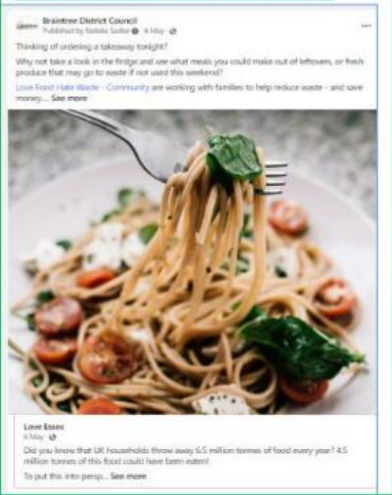 Braintree District Council
Published by Natalie Sadler · 6 May ·
Thinking of ordering a takeaway tonight?
Why not take a look in the fridge and see what meals you could make out of leftovers, or fresh
produce that may go to waste if not used this weekend?
Love Food Hate Waste - Community are working with families to help reduce waste - and save
money... See more
Love Essex
6 May ·
Did you know that UK households throw away 6.5 million tonnes of food every year? 4.5
million tonnes of this food could have been eaten!
To put this into persp... See more